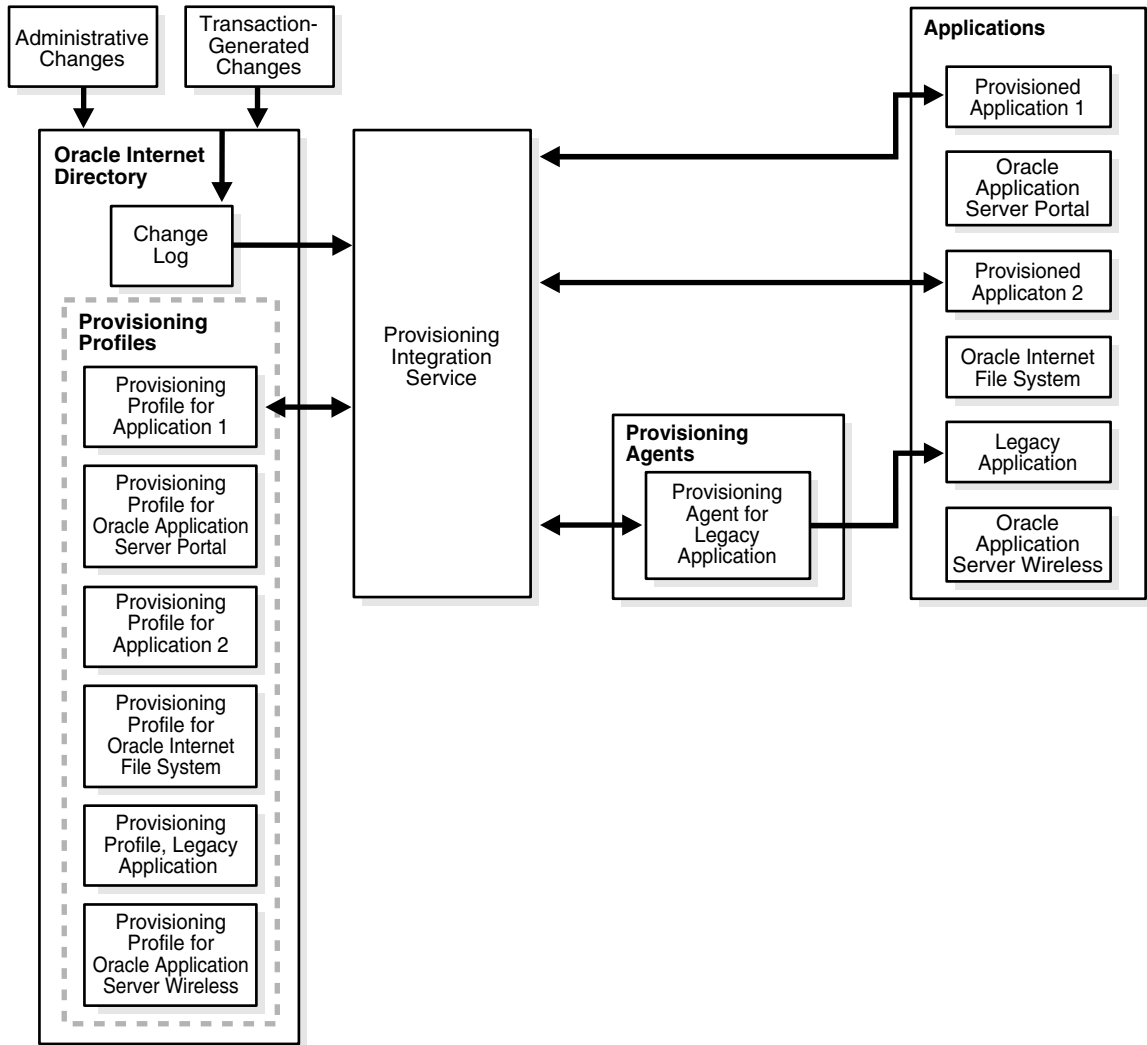 Administrative
Changes
Transaction-
Generated
Changes
Oracle Internet
Directory
Change
Log
Provisioning
Profiles
Provisioning
Profile for
Application 1
Provisioning
Profile for
Oracle Application
Server Portal
Provisioning
Profile for
Application 2
Provisioning
Profile for
Oracle Internet
File System
Provisioning
Profile, Legacy
Application
Provisioning
Profile for
Oracle Application
Server Wireless
Provisioning
Integration
Service
Provisioning
Agents
Provisioning
Agent for
Legacy
Application
Applications
Provisioned
Application 1
Oracle
Application
Server Portal
Provisioned
Applicaton 2
Oracle Internet
File System
Legacy
Application
Oracle
Application
Server Wireless